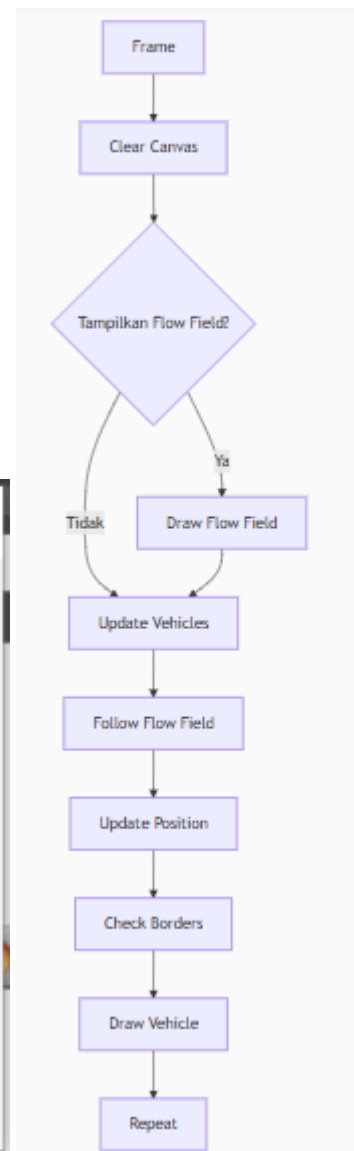 Frame
Clear Canvas
Tampilkan Flow Field?
Ya
Tidak
Draw Flow Field
Update Vehicles
Follow Flow Field
Update Position
Check Borders
Draw Vehicle
Repeat